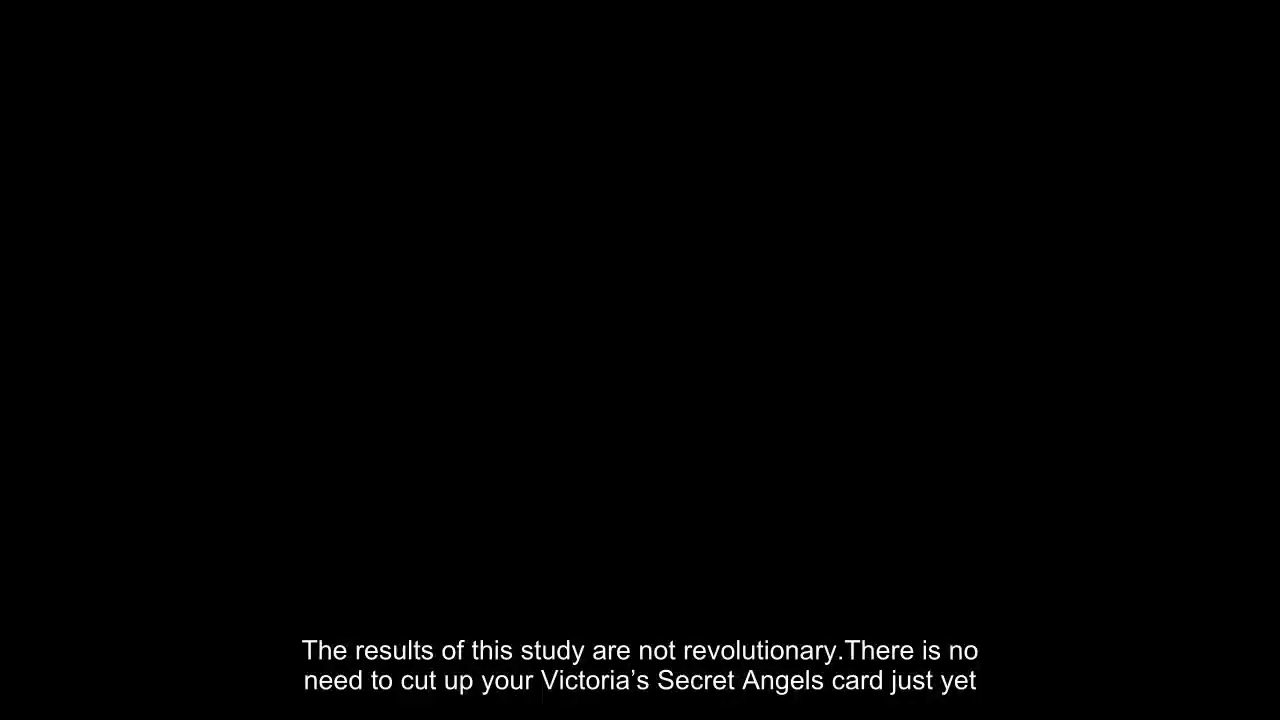 The results of this study are not revolutionary.There is no
need to cut up your Victoria’s Secret Angels card just yet